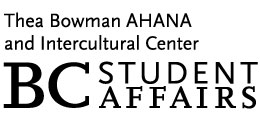 Thea Bowman AHANA
and Intercultural Center
BC STUDENT
AFFAIRS